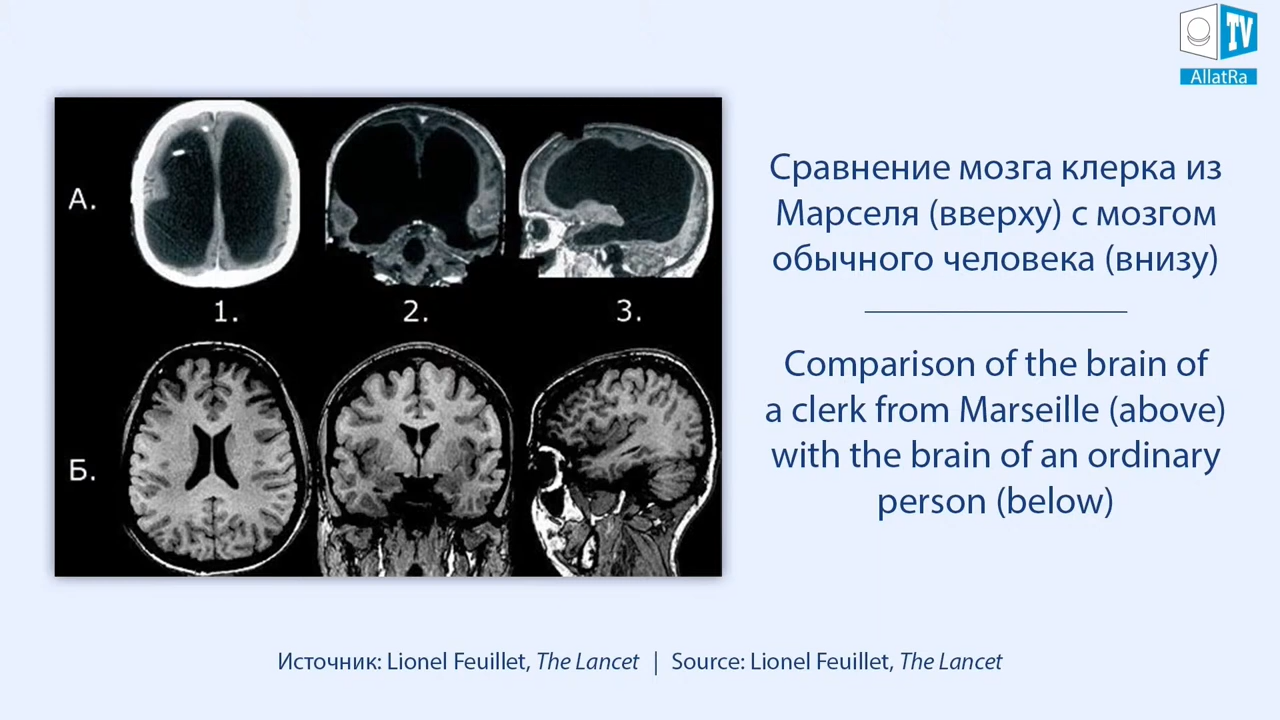 TV
AllatRa
А.
1.
2.
3.
Б.
Сравнение мозга клерка из
Марселя (вверху) с мозгом
обычного человека (внизу)
Comparison of the brain of
a clerk from Marseille (above)
with the brain of an ordinary
person (below)
Источник: Lionel Feuillet, The Lancet | Source: Lionel Feuillet, The Lancet